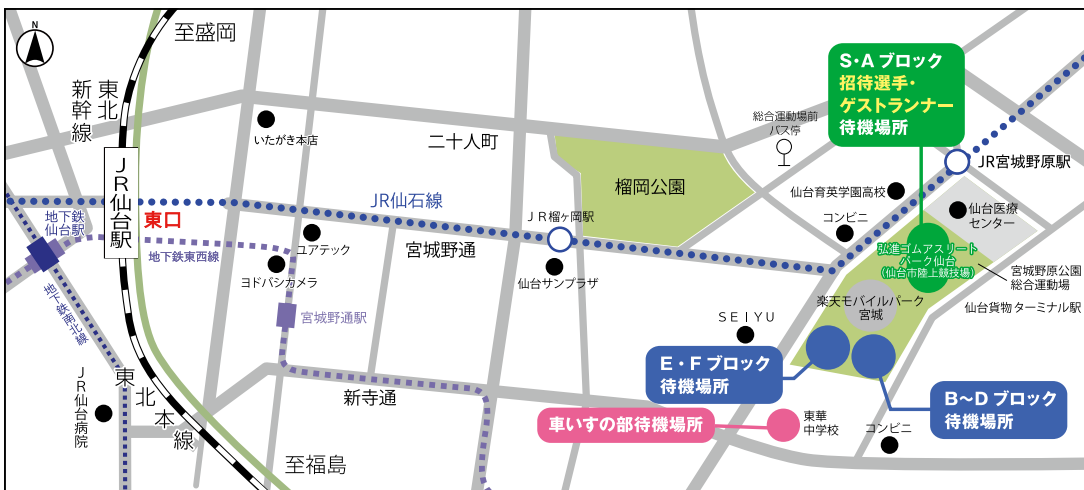 N
至盛岡
東北
新幹線
いたがき本店
二十人町
総合運動場前
バス停
S・A ブロック
招待選手・
ゲストランナー
待機場所
JR宮城野原駅
榴岡公園
仙台育英学園高校
コンビニ
仙台医療
センター
JR仙石線
JR榴ヶ岡駅
地下鉄
仙台駅
JR仙台駅
東口
地下鉄東西線
ユアテック
宮城野通
ヨドバシカメラ
仙台サンプラザ
弘進ゴムアスリート
パーク仙台
(仙台市陸上競技場)
宮城野原公園
総合運動場
仙台貨物ターミナル駅
楽天モバイルパーク
宮城
地下鉄南北線
宮城野通駅
SEIYU
E・F ブロック
待機場所
B〜D ブロック
待機場所
JR仙台病院
東北本線
新寺通
車いすの部待機場所
東華
中学校
コンビニ
至福島